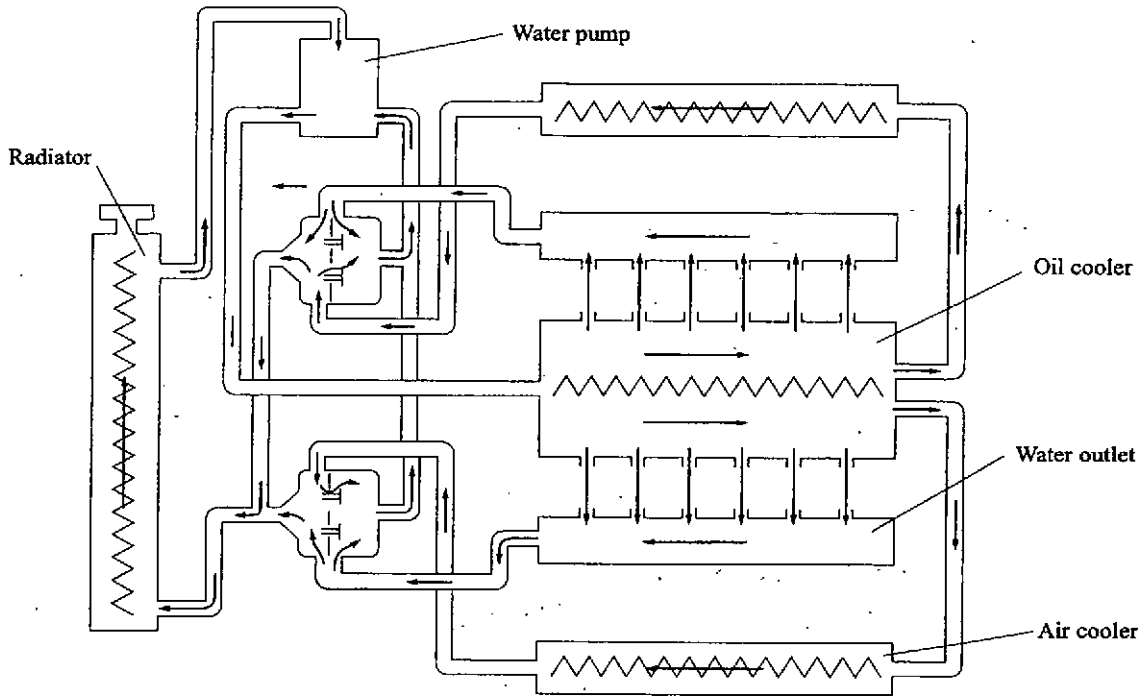 Water pump
Radiator
Oil cooler
Water outlet
Air cooler